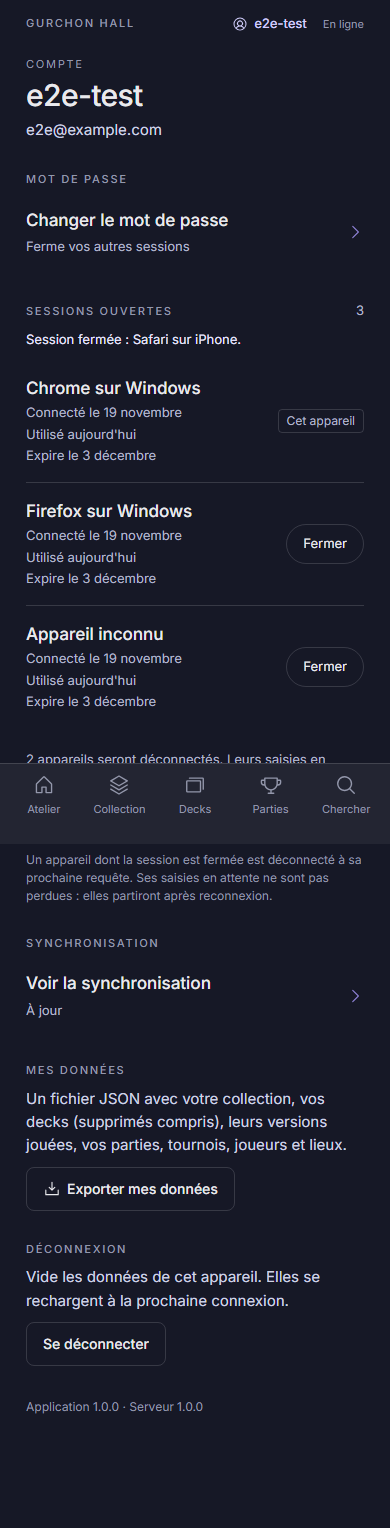 GURCHON HALL
e2e-test
En ligne
COMPTE
e2e-test
e2e@example.com
MOT DE PASSE
Changer le mot de passe
Ferme vos autres sessions
SESSIONS OUVERTES
3
Session fermée : Safari sur iPhone.
Chrome sur Windows
Connecté le 19 novembre
Utilisé aujourd'hui
Expire le 3 décembre
Cet appareil
Firefox sur Windows
Connecté le 19 novembre
Utilisé aujourd'hui
Expire le 3 décembre
Fermer
Appareil inconnu
Connecté le 19 novembre
Utilisé aujourd'hui
Expire le 3 décembre
Fermer
2 appareils seront déconnectés. Leurs saisies en
Atelier
Collection
Decks
Parties
Chercher
Un appareil dont la session est fermée est déconnecté à sa
prochaine requête. Ses saisies en attente ne sont pas
perdues : elles partiront après reconnexion.
SYNCHRONISATION
Voir la synchronisation
À jour
MES DONNÉES
Un fichier JSON avec votre collection, vos
decks (supprimés compris), leurs versions
jouées, vos parties, tournois, joueurs et lieux.
Exporter mes données
DÉCONNEXION
Vide les données de cet appareil. Elles se
rechargent à la prochaine connexion.
Se déconnecter
Application 1.0.0 · Serveur 1.0.0